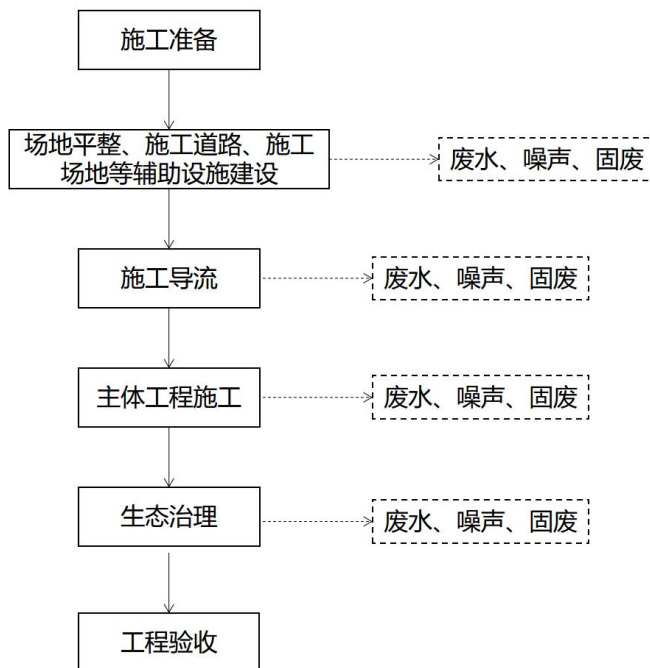 施工准备
场地平整、施工道路、施工
场地等辅助设施建设
废水、噪声、固废
施工导流
废水、噪声、固废
主体工程施工
废水、噪声、固废
生态治理
废水、噪声、固废
工程验收